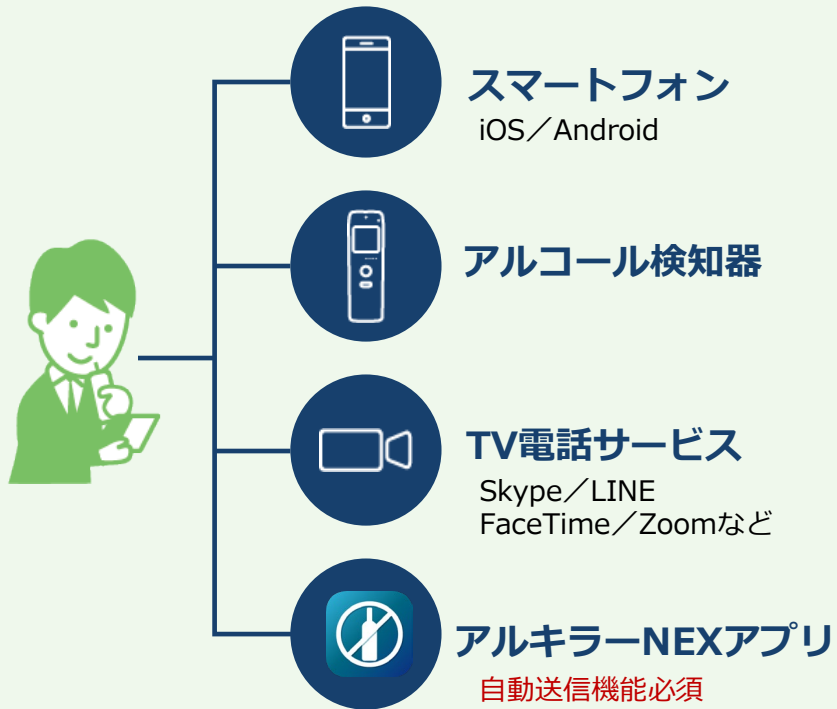 スマートフォン
iOS／Android
アルコール検知器
TV電話サービス
Skype／LINE
FaceTime／Zoomなど
アルキラーNEXアプリ
自動送信機能必須